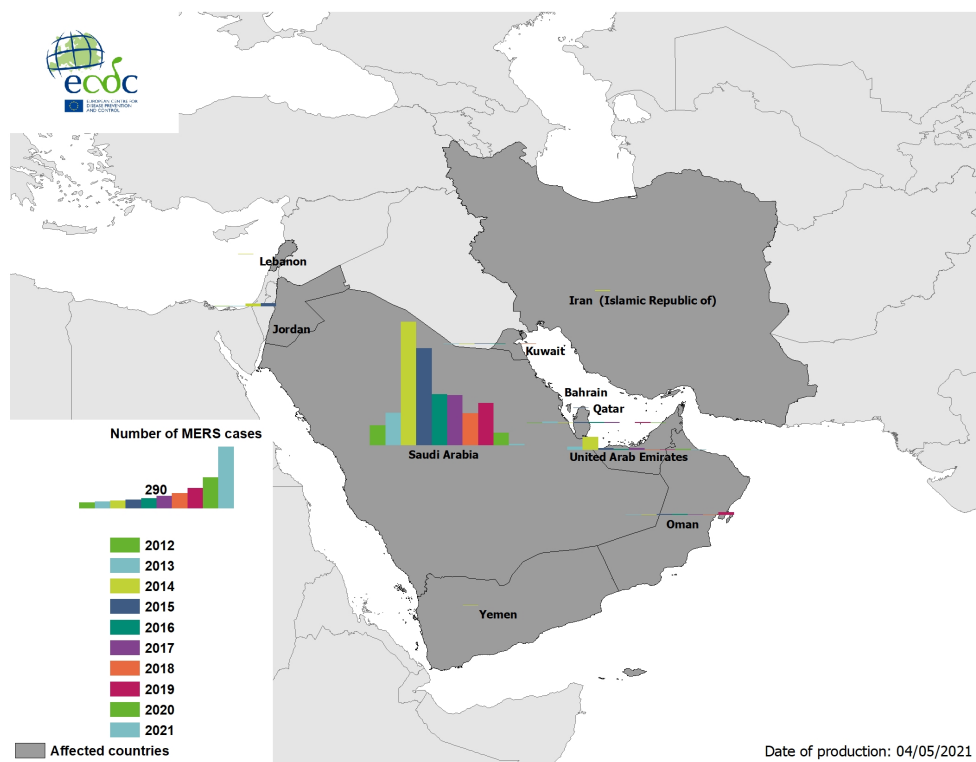 ecdc
EUROPEAN CENTRE FOR
DISEASE PREVENTION
AND CONTROL
Lebanon
Iran (Islamic Republic of)
Jordan
Kuwait
Bahrain
Qatar
Saudi Arabia
United Arab Emirates
Oman
Yemen
Number of MERS cases
290
2012
2013
2014
2015
2016
2017
2018
2019
2020
2021
Affected countries
Date of production: 04/05/2021